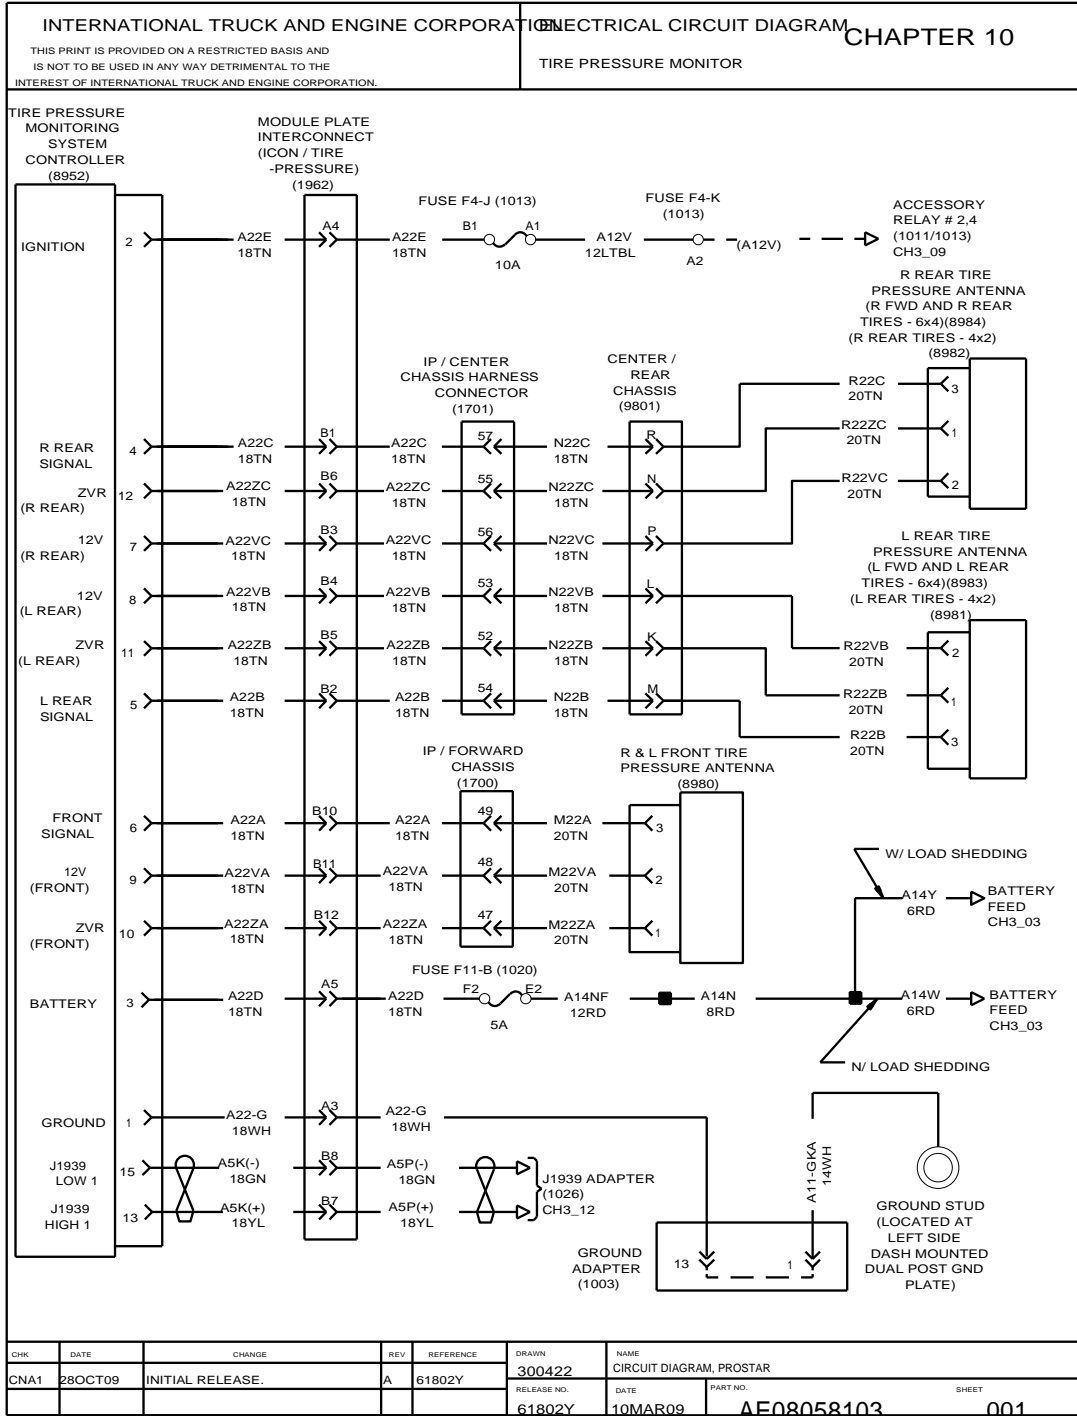 INTERNATIONAL TRUCK AND ENGINE CORPORATION
THIS PRINT IS PROVIDED ON A RESTRICTED BASIS AND
IS NOT TO BE USED IN ANY WAY DETRIMENTAL TO THE
INTEREST OF INTERNATIONAL TRUCK AND ENGINE CORPORATION.
ELECTRICAL CIRCUIT DIAGRAM
TIRE PRESSURE MONITOR
CHAPTER 10
TIRE PRESSURE
MONITORING
SYSTEM
CONTROLLER
(8952)
MODULE PLATE
INTERCONNECT
(ICON / TIRE
-PRESSURE)
(1962)
FUSE F4-J (1013)
FUSE F4-K
(1013)
ACCESSORY
RELAY # 2,4
(1011/1013)
CH3_09
IGNITION 2 A22E A4 A22E B1 A1 A12V (A12V)
18TN 18TN 10A 12LTBL A2
R REAR TIRE
PRESSURE ANTENNA
(R FWD AND R REAR
TIRES - 6x4)(8984)
(R REAR TIRES - 4x2)
(8982)
IP / CENTER
CHASSIS HARNESS
CONNECTOR
(1701)
CENTER /
REAR
CHASSIS
(9801)
R22C 3
20TN
R22ZC 1
20TN
R22VC 2
20TN
R REAR
SIGNAL
4 A22C B1 A22C 57 N22C R
18TN 18TN 18TN
ZVR
(R REAR)
12 A22ZC B6 A22ZC 55 N22ZC N
18TN 18TN 18TN
12V
(R REAR)
7 A22VC B3 A22VC 56 N22VC P
18TN 18TN 18TN
12V
(L REAR)
8 A22VB B4 A22VB 53 N22VB L
18TN 18TN 18TN
ZVR
(L REAR)
11 A22ZB B5 A22ZB 52 N22ZB K
18TN 18TN 18TN
L REAR
SIGNAL
5 A22B B2 A22B 54 N22B M
18TN 18TN 18TN
L REAR TIRE
PRESSURE ANTENNA
(L FWD AND L REAR
TIRES - 6x4)(8983)
(L REAR TIRES - 4x2)
(8981)
R22VB 2
20TN
R22ZB 1
20TN
R22B 3
20TN
IP / FORWARD
CHASSIS
(1700)
R & L FRONT TIRE
PRESSURE ANTENNA
(8980)
FRONT
SIGNAL
6 A22A B10 A22A 49 M22A 3
18TN 18TN 20TN
12V
(FRONT)
9 A22VA B11 A22VA 48 M22VA 2
18TN 18TN 20TN
ZVR
(FRONT)
10 A22ZA B12 A22ZA 47 M22ZA 1
18TN 18TN 20TN
W/ LOAD SHEDDING
A14Y
6RD
BATTERY
FEED
CH3_03
FUSE F11-B (1020)
BATTERY 3 A22D A5 A22D F2 E2 A14NF A14N A14W
18TN 18TN 5A 12RD 8RD 6RD
BATTERY
FEED
CH3_03
N/ LOAD SHEDDING
GROUND 1 A22-G A3 A22-G
18WH 18WH
J1939
LOW 1
15 A5K(-) B8 A5P(-)
18GN 18GN
J1939
HIGH 1
13 A5K(+) B7 A5P(+)
18YL 18YL
J1939 ADAPTER
(1026)
CH3_12
A11-GKA
14WH
GROUND STUD
(LOCATED AT
LEFT SIDE
DASH MOUNTED
DUAL POST GND
PLATE)
GROUND
ADAPTER
(1003)
13 1
CHK DATE CHANGE REV REFERENCE
CNA1 28OCT09 INITIAL RELEASE. A 61802Y
DRAWN
300422
NAME
CIRCUIT DIAGRAM, PROSTAR
RELEASE NO.
61802Y
DATE
10MAR09
PART NO.
AE08058103
SHEET
001